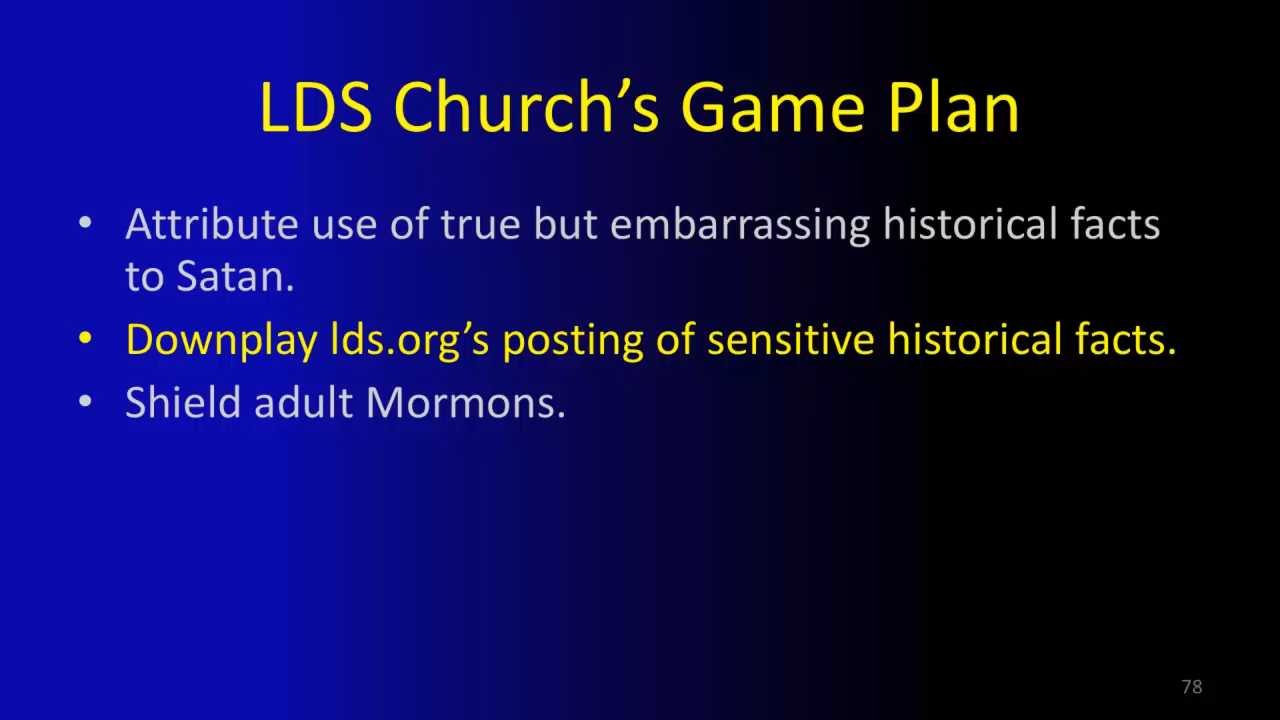 LDS Church’s Game Plan
• Attribute use of true but embarrassing historical facts
to Satan.
• Downplay lds.org’s posting of sensitive historical facts.
• Shield adult Mormons.
78